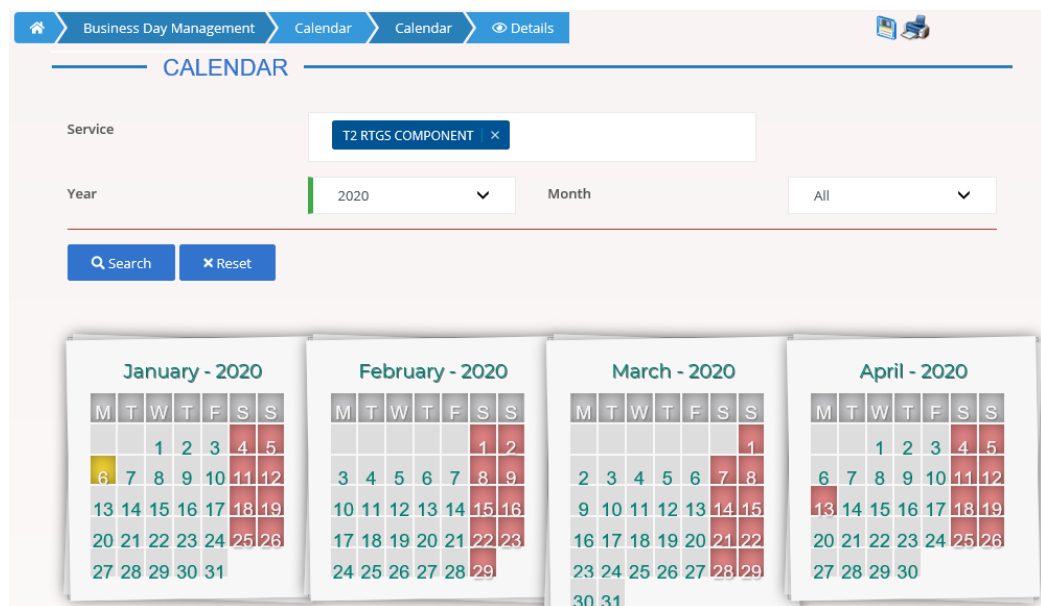 Business Day Management Calendar Calendar Details
CALENDAR
Service T2 RTGS COMPONENT ×
Year 2020 Month All
Search Reset
January - 2020
M T W T F S S
1 2 3 4 5
6 7 8 9 10 11 12
13 14 15 16 17 18 19
20 21 22 23 24 25 26
27 28 29 30 31
February - 2020
M T W T F S S
1 2
3 4 5 6 7 8 9
10 11 12 13 14 15 16
17 18 19 20 21 22 23
24 25 26 27 28 29
March - 2020
M T W T F S S
1
2 3 4 5 6 7 8
9 10 11 12 13 14 15
16 17 18 19 20 21 22
23 24 25 26 27 28 29
30 31
April - 2020
M T W T F S S
1 2 3 4 5
6 7 8 9 10 11 12
13 14 15 16 17 18 19
20 21 22 23 24 25 26
27 28 29 30